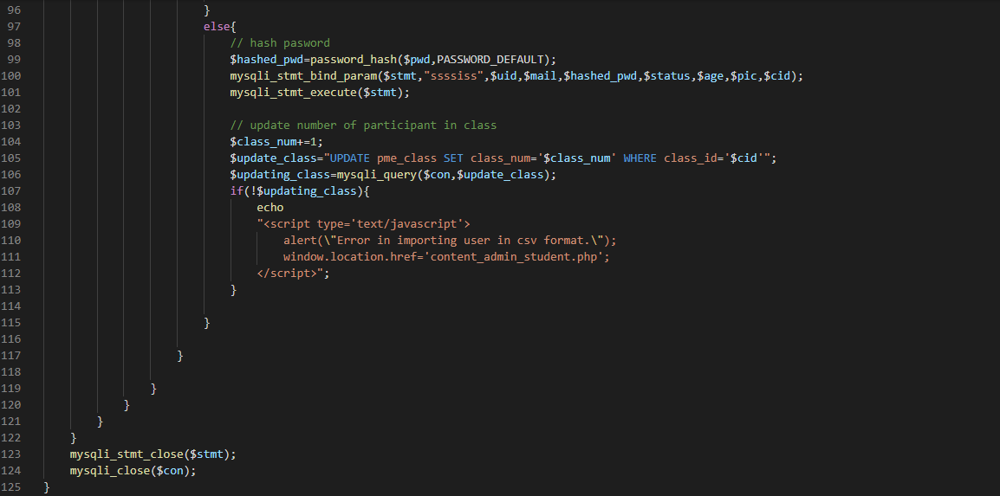 96 }
97 else{
98 // hash pasword
99 $hashed_pwd=password_hash($pwd,PASSWORD_DEFAULT);
100 mysqli_stmt_bind_param($stmt,"ssssiss",$uid,$mail,$hashed_pwd,$status,$age,$pic,$cid);
101 mysqli_stmt_execute($stmt);
102
103 // update number of participant in class
104 $class_num+=1;
105 $update_class="UPDATE pme_class SET class_num='$class_num' WHERE class_id='$cid'";
106 $updating_class=mysqli_query($con,$update_class);
107 if(!$updating_class){
108 echo
109 "<script type='text/javascript'>
110 alert(\"Error in importing user in csv format.\");
111 window.location.href='content_admin_student.php';
112 </script>";
113 }
114
115 }
116
117 }
118
119 }
120 }
121 }
122 }
123 mysqli_stmt_close($stmt);
124 mysqli_close($con);
125 }